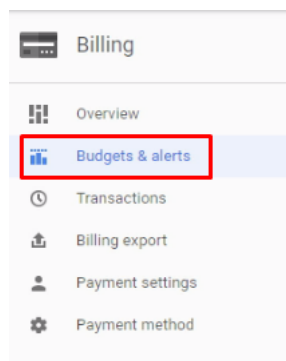 Billing
Overview
Budgets & alerts
Transactions
Billing export
Payment settings
Payment method